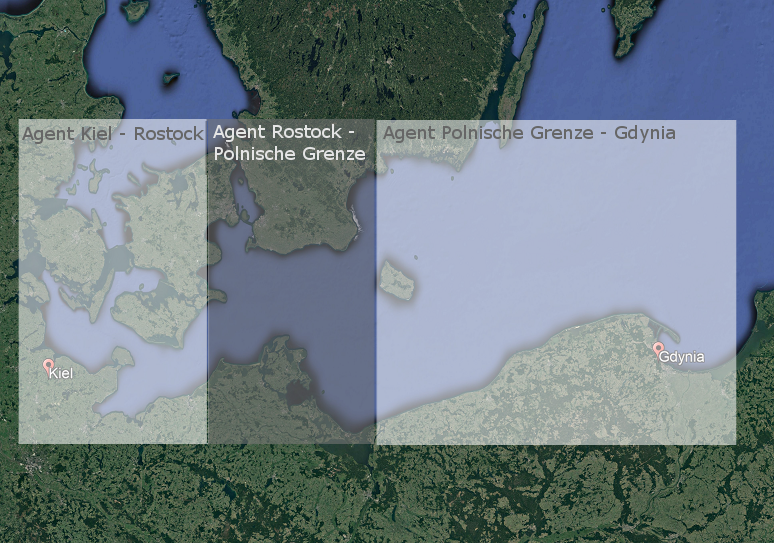 Agent Kiel - Rostock
Agent Rostock -
Polnische Grenze
Agent Polnische Grenze - Gdynia
Kiel
Gdynia